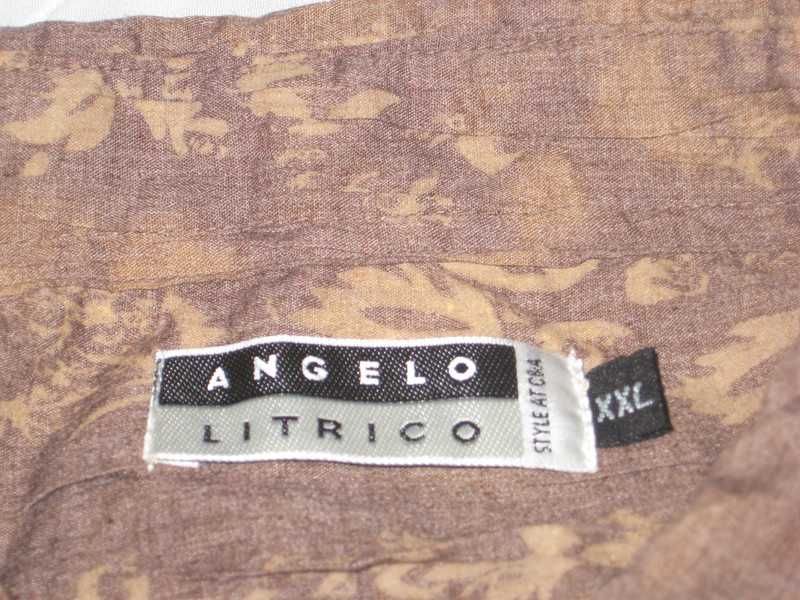 ANGELO
LITRICO
STYLE AT C&A
XXL